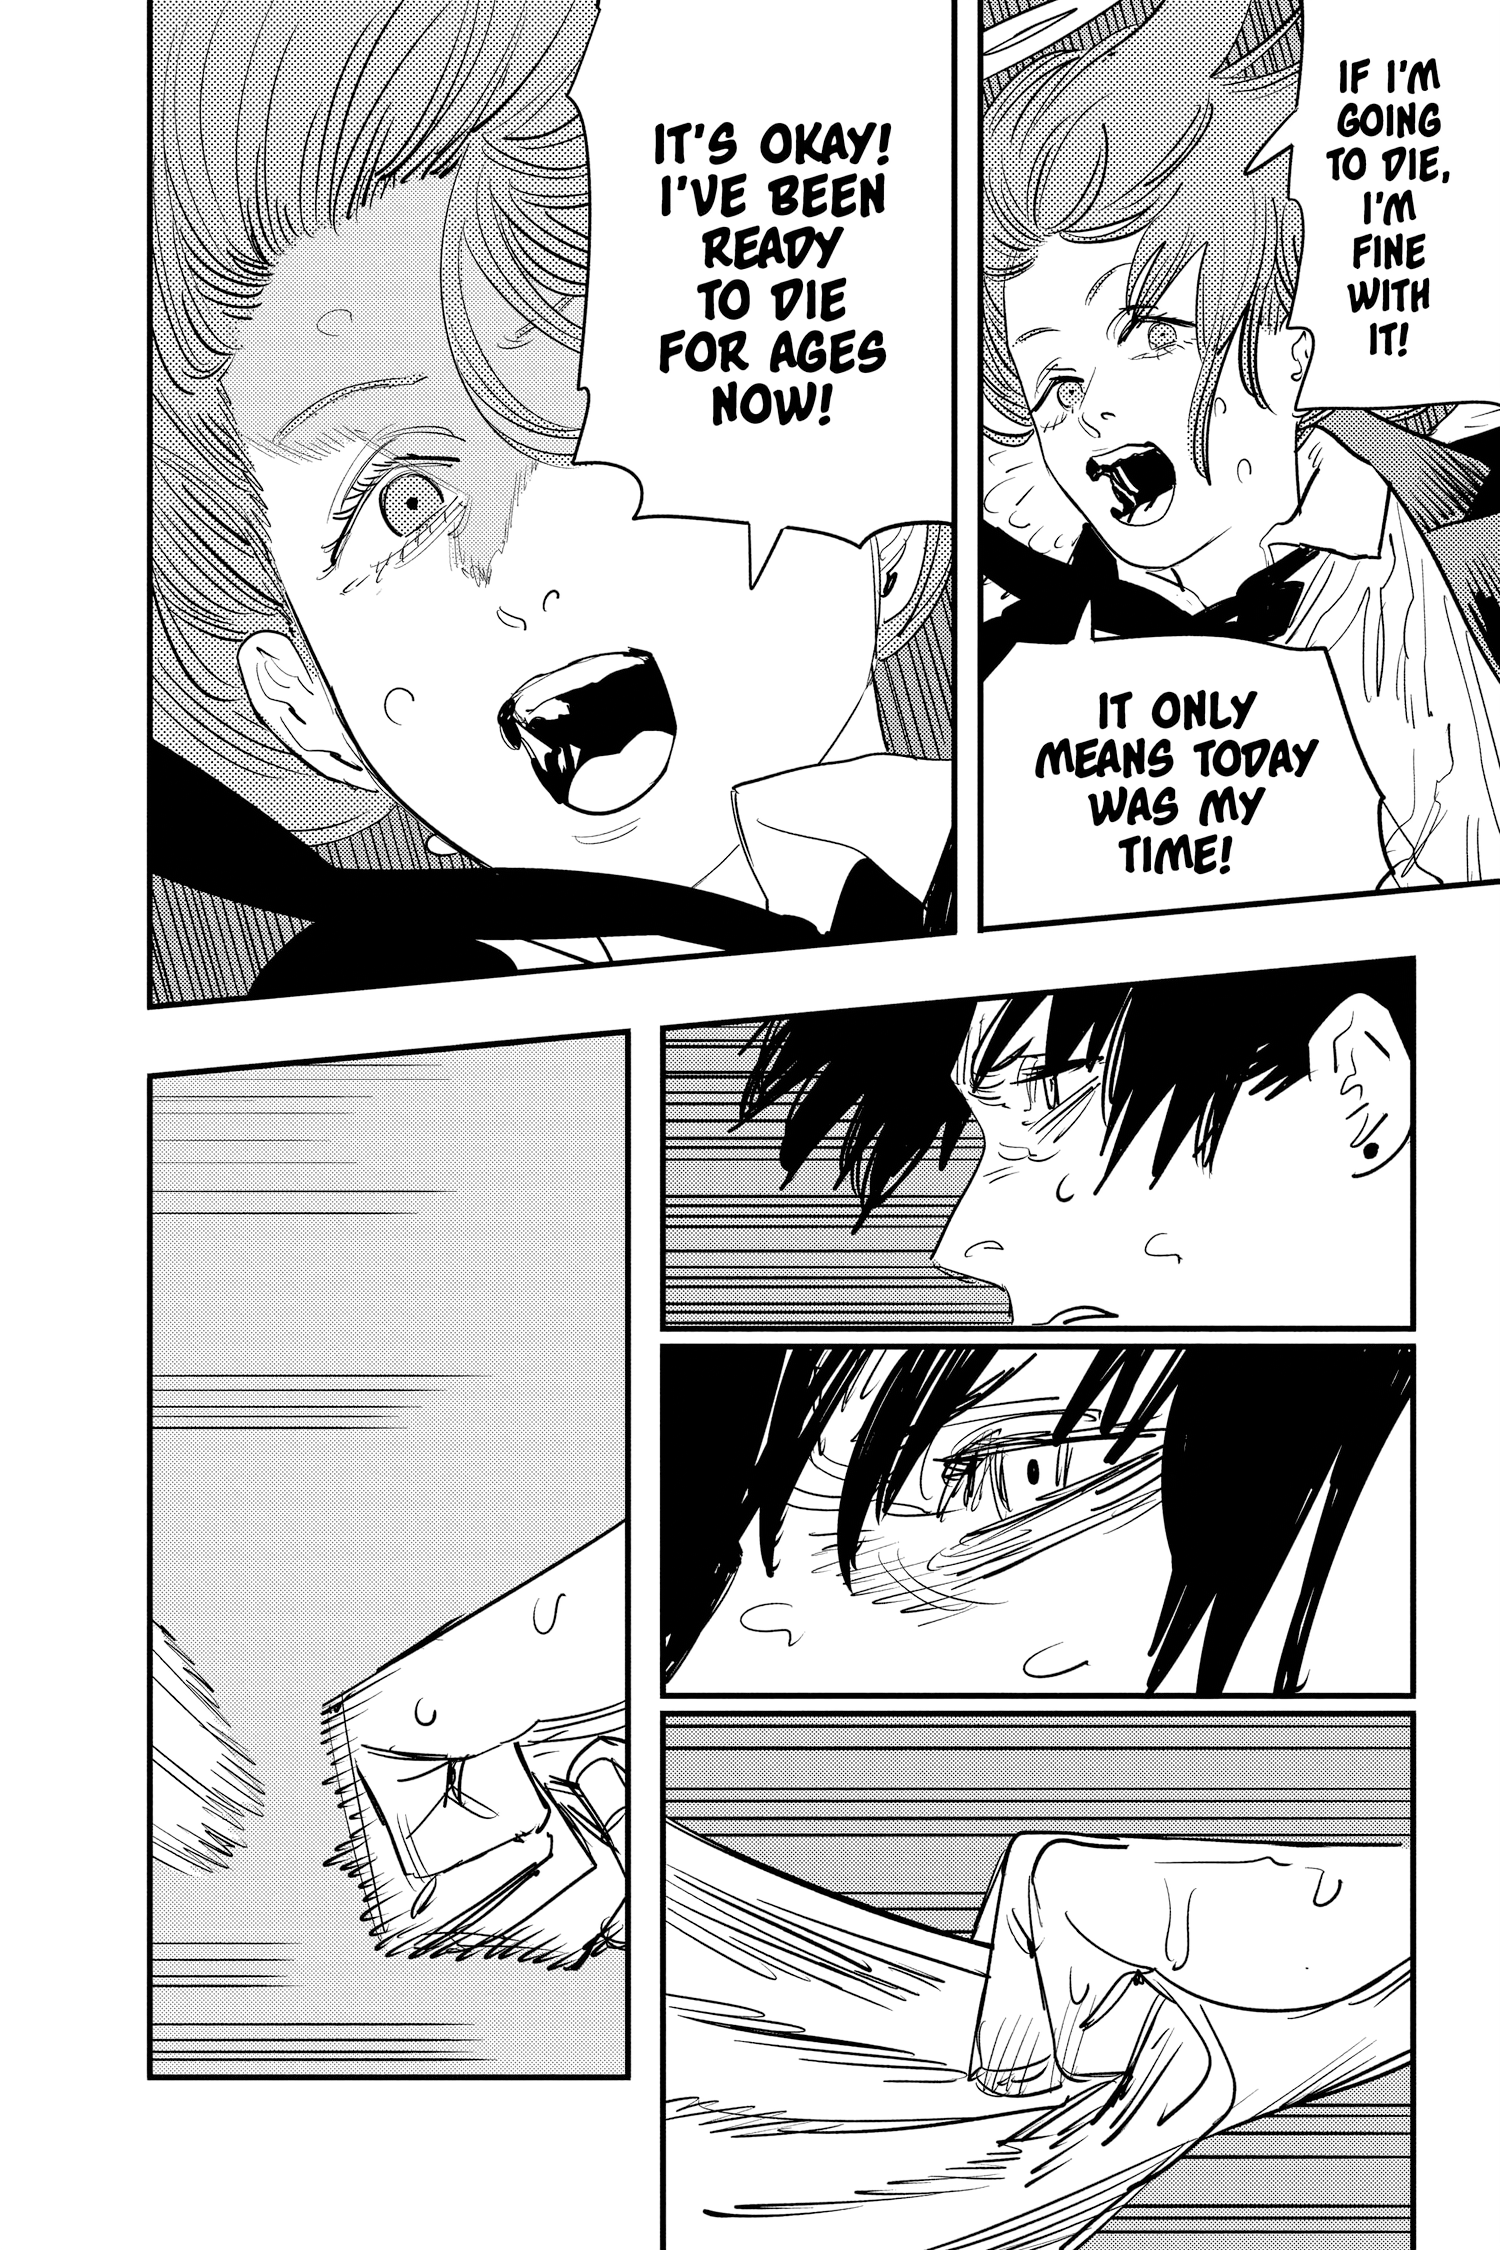 IF I'M
GOING
TO DIE,
I'M
FINE
WITH
IT!
IT ONLY
MEANS TODAY
WAS MY
TIME!
IT'S OKAY!
I'VE BEEN
READY
TO DIE
FOR AGES
NOW!